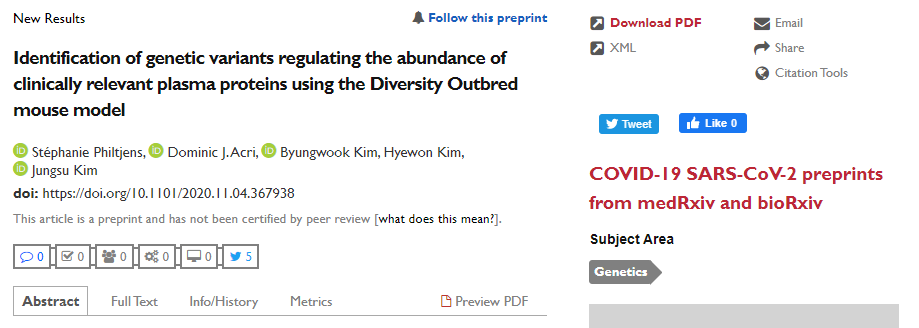 New Results
Follow this preprint
Identification of genetic variants regulating the abundance of
clinically relevant plasma proteins using the Diversity Outbred
mouse model
iD Stéphanie Philtjens, iD Dominic J. Acri, iD Byungwook Kim, Hyewon Kim,
iD Jungsu Kim
doi: https://doi.org/10.1101/2020.11.04.367938
This article is a preprint and has not been certified by peer review [what does this mean?].
0 0 0 0 0 5
Abstract Full Text Info/History Metrics Preview PDF
Download PDF Email
XML Share
Citation Tools
Tweet Like 0
COVID-19 SARS-CoV-2 preprints
from medRxiv and bioRxiv
Subject Area
Genetics